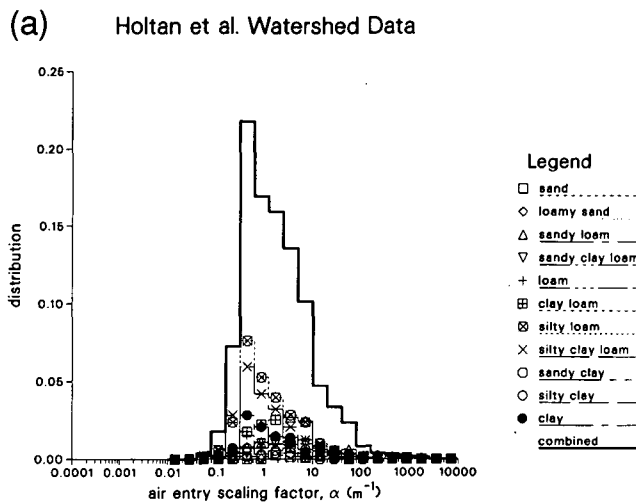 (a) Holtan et al. Watershed Data
distribution
0.25
0.20
0.15
0.10
0.05
0.00
0.0001 0.001 0.01 0.1 1 10 100 1000 10000
air entry scaling factor, α (m⁻¹)
Legend
sand
loamy sand
sandy loam
sandy clay loam
loam
clay loam
silty loam
silty clay loam
sandy clay
silty clay
clay
combined